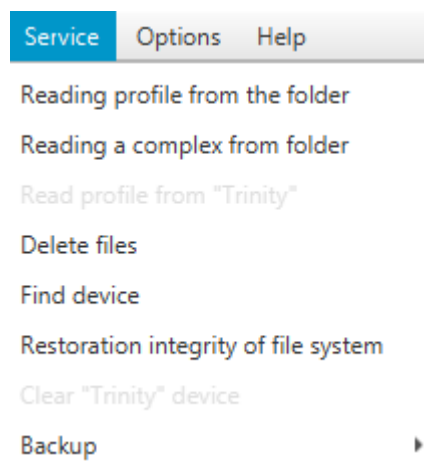 Service Options Help
Reading profile from the folder
Reading a complex from folder
Read profile from "Trinity"
Delete files
Find device
Restoration integrity of file system
Clear "Trinity" device
Backup